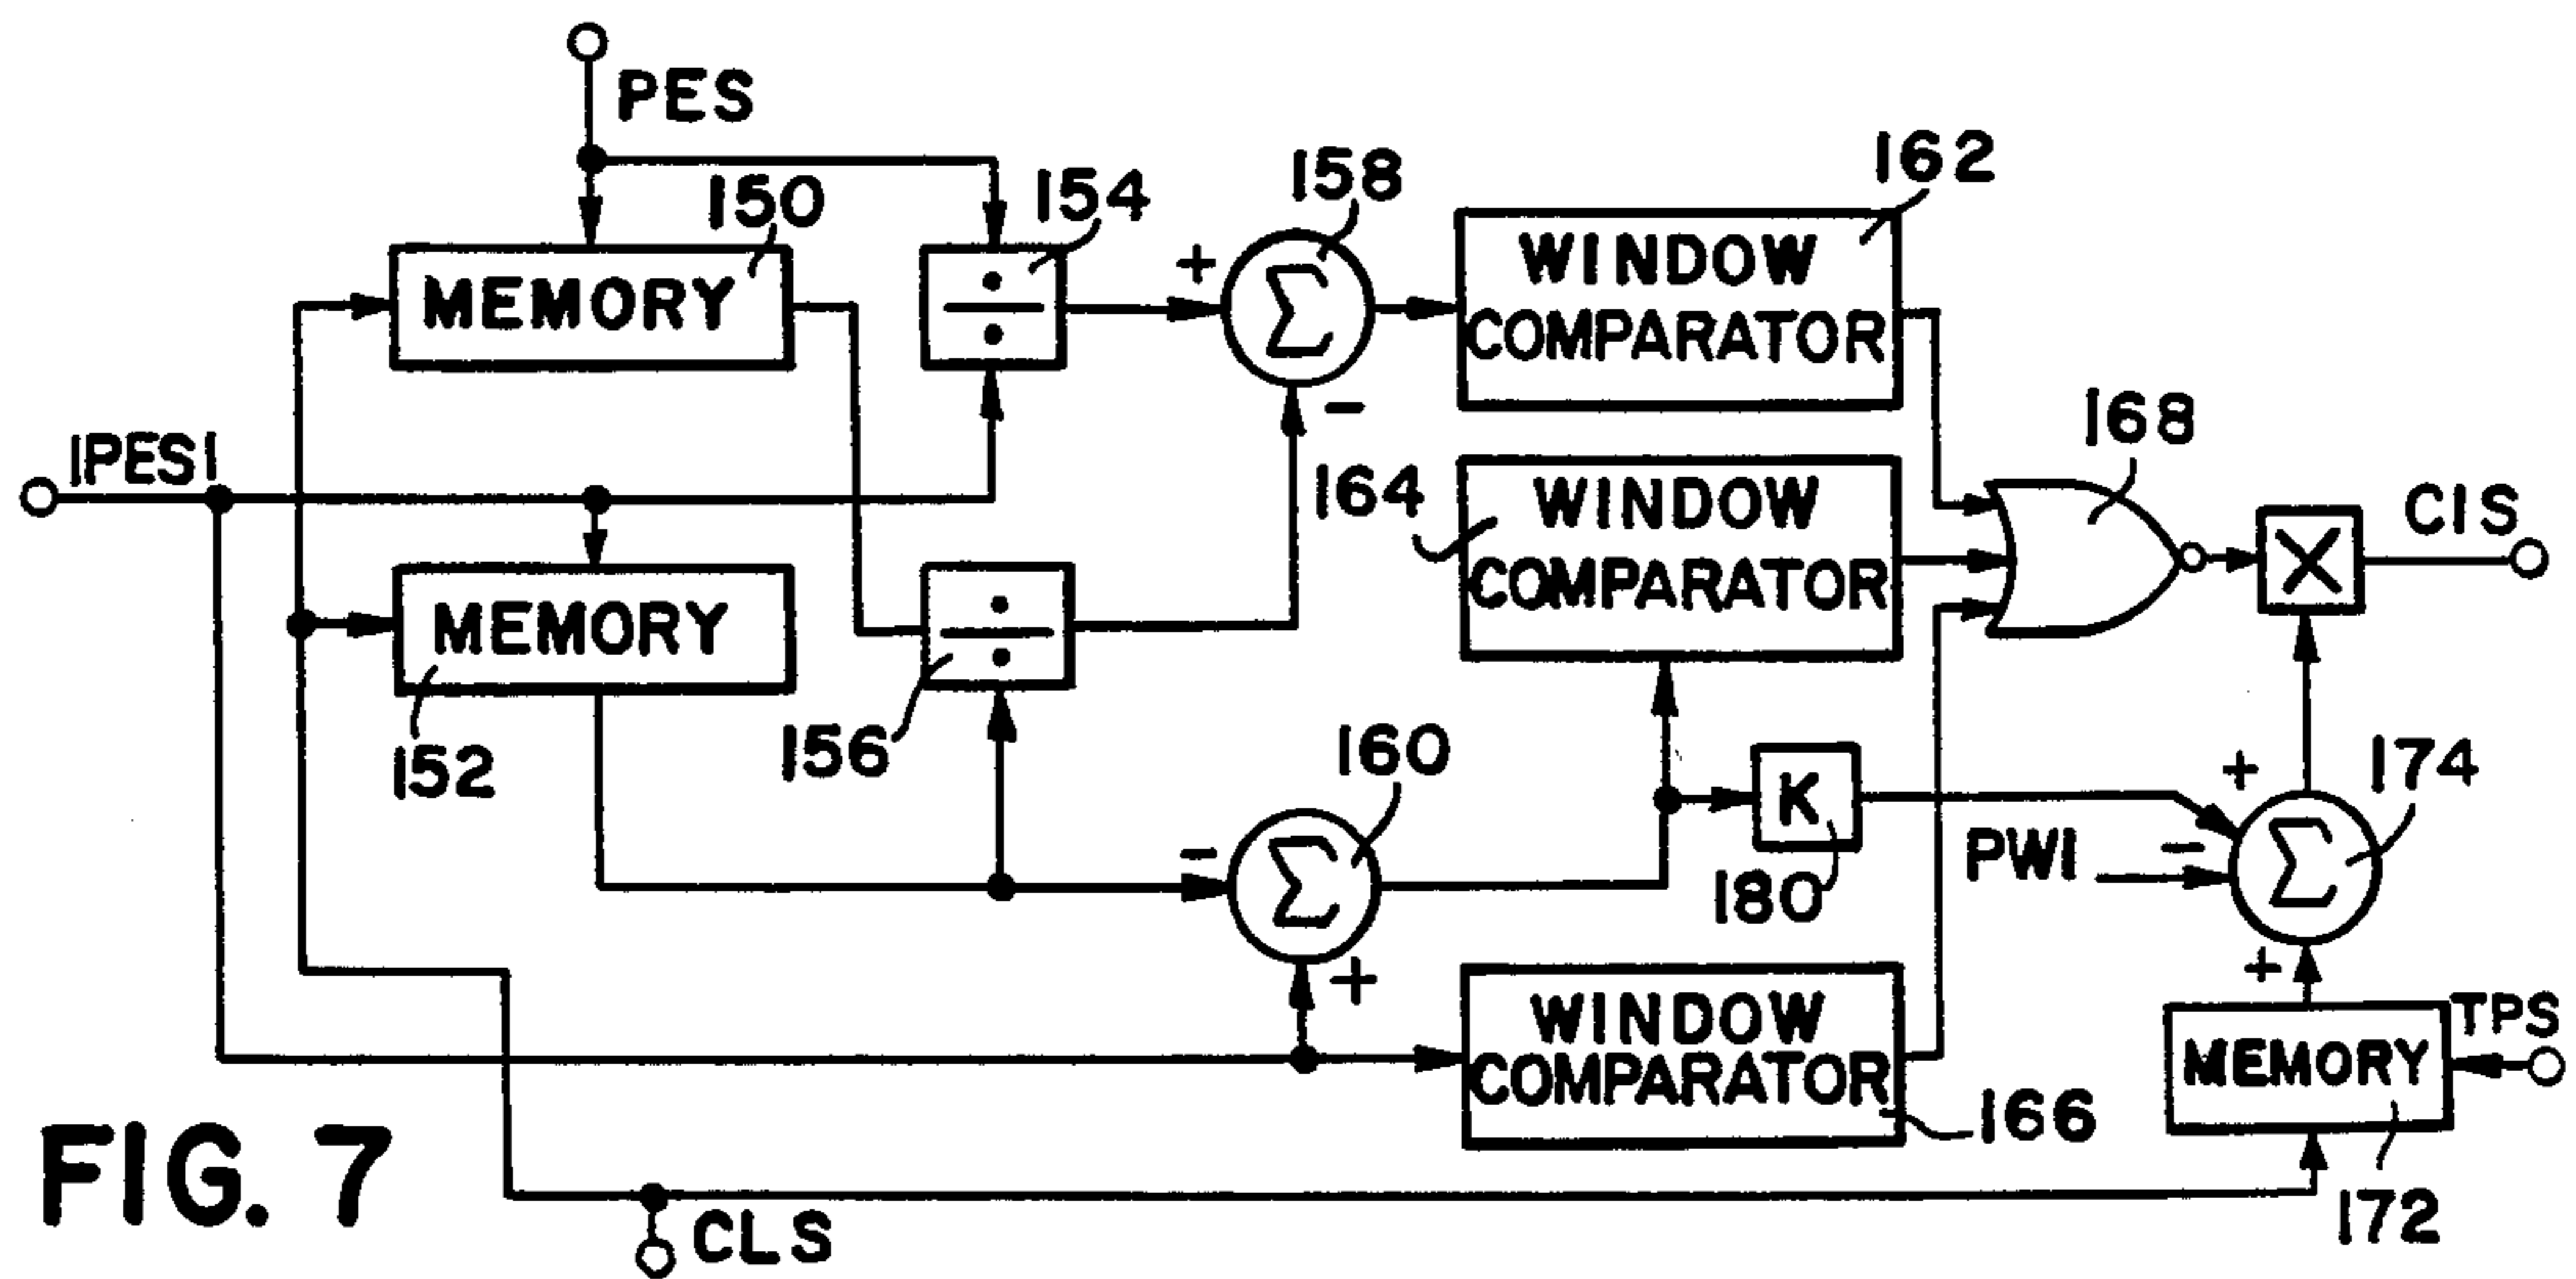 PES
150
154
158
162
÷
+
Σ
WINDOW
COMPARATOR
MEMORY
-
168
|PES|
164
WINDOW
COMPARATOR
CIS
X
MEMORY
÷
152
156
160
K
+
174
-
Σ
180
PWI
-
Σ
+
+
WINDOW
COMPARATOR
TPS
MEMORY
166
172
FIG. 7
CLS